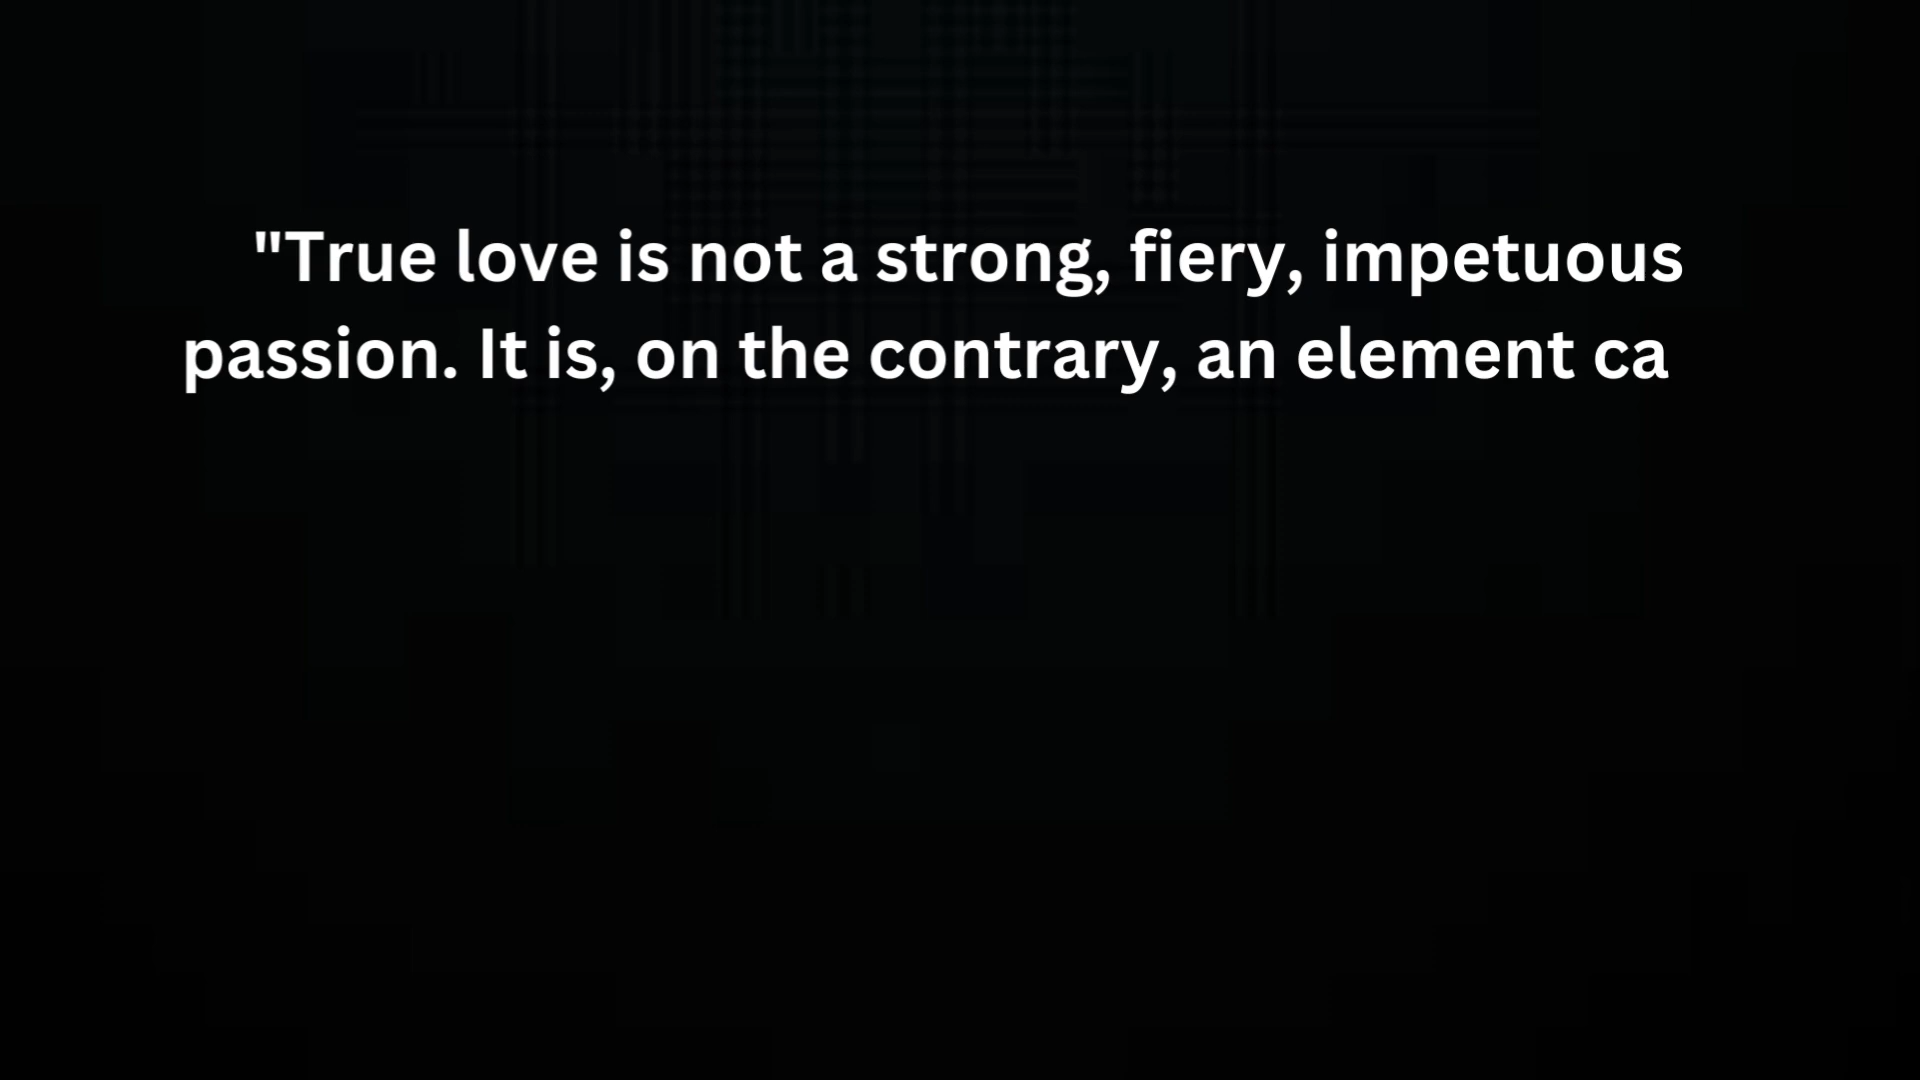 "True love is not a strong, fiery, impetuous
passion. It is, on the contrary, an element ca